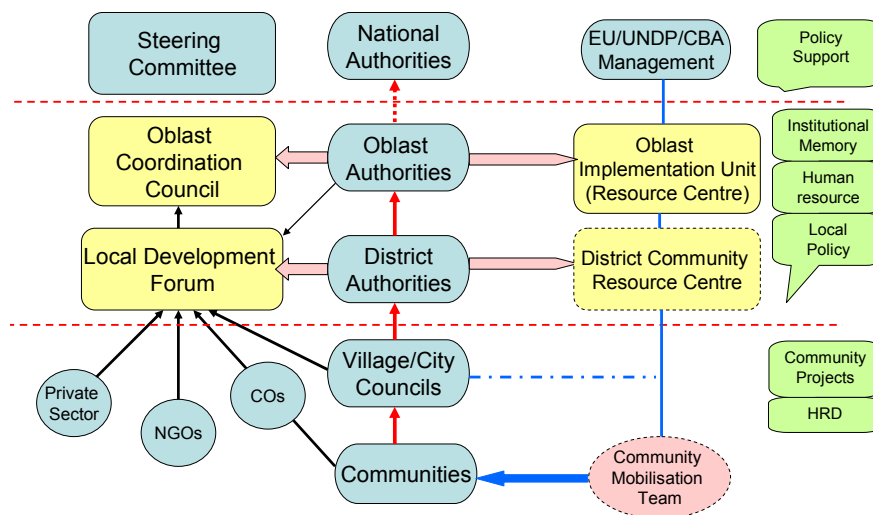 Steering
Committee
National
Authorities
EU/UNDP/CBA
Management
Policy
Support
Oblast
Coordination
Council
Oblast
Authorities
Oblast
Implementation Unit
(Resource Centre)
Institutional
Memory
Human
resource
Local
Policy
Local Development
Forum
District
Authorities
District Community
Resource Centre
Village/City
Councils
Community
Projects
HRD
Private
Sector
NGOs
COs
Communities
Community
Mobilisation
Team